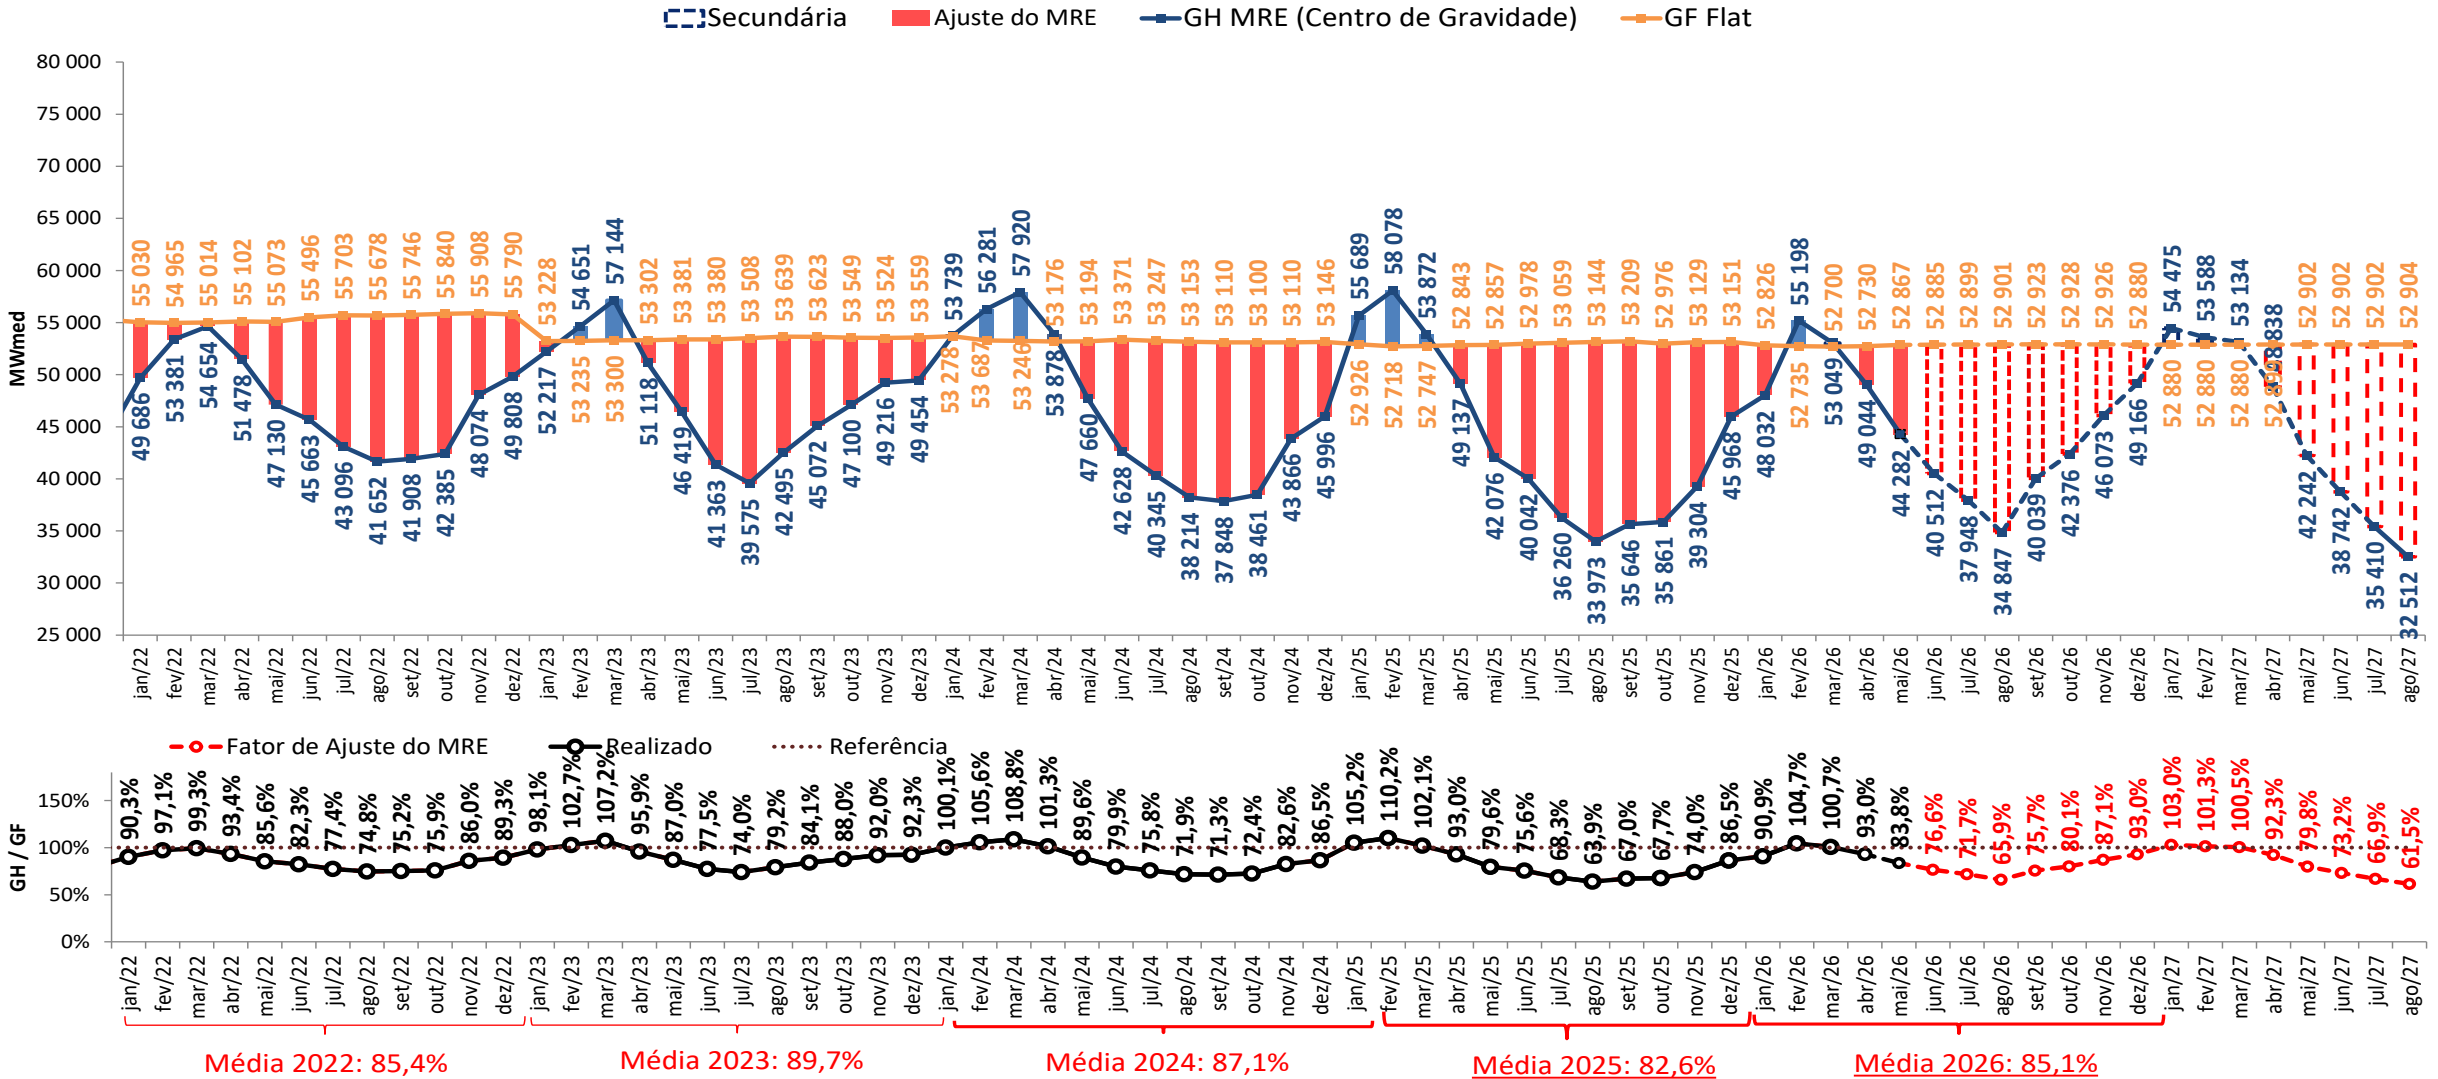 Secundária Ajuste do MRE GH MRE (Centro de Gravidade) GF Flat
MWmed
80 000
75 000
70 000
65 000
60 000
55 000
50 000
45 000
40 000
35 000
30 000
25 000
55 030 54 965 55 014 55 102 55 073 55 496 55 703 55 678 55 746 55 840 55 908 55 790 53 228 54 651 57 144 53 302 53 381 53 380 53 508 53 639 53 623 53 549 53 524 53 559 53 739 56 281 57 920 53 176 53 194 53 371 53 247 53 153 53 110 53 100 53 110 53 146 55 689 58 078 53 872 52 843 52 857 52 978 53 059 53 144 53 209 52 976 53 129 53 151 52 826 55 198 52 700 52 730 52 867 52 885 52 899 52 901 52 923 52 928 52 926 52 880 54 475 53 588 53 134 48 838 52 902 52 902 52 902 52 904
49 686 53 381 54 654 51 478 47 130 45 663 43 096 41 652 41 908 42 385 48 074 49 808 52 217 53 235 53 300 51 118 46 419 41 363 39 575 42 495 45 072 47 100 49 216 49 454 53 278 53 687 53 246 53 878 47 660 42 628 40 345 38 214 37 848 38 461 43 866 45 996 52 926 52 718 52 747 49 137 42 076 40 042 36 260 33 973 35 646 35 861 39 304 45 968 48 032 52 735 53 049 49 044 44 282 40 512 37 948 34 847 40 039 42 376 46 073 49 166 52 880 52 880 52 880 42 242 38 742 35 410 32 512
jan/22 fev/22 mar/22 abr/22 mai/22 jun/22 jul/22 ago/22 set/22 out/22 nov/22 dez/22 jan/23 fev/23 mar/23 abr/23 mai/23 jun/23 jul/23 ago/23 set/23 out/23 nov/23 dez/23 jan/24 fev/24 mar/24 abr/24 mai/24 jun/24 jul/24 ago/24 set/24 out/24 nov/24 dez/24 jan/25 fev/25 mar/25 abr/25 mai/25 jun/25 jul/25 ago/25 set/25 out/25 nov/25 dez/25 jan/26 fev/26 mar/26 abr/26 mai/26 jun/26 jul/26 ago/26 set/26 out/26 nov/26 dez/26 jan/27 fev/27 mar/27 abr/27 mai/27 jun/27 jul/27 ago/27
Fator de Ajuste do MRE Realizado Referência
GH / GF
150%
100%
50%
0%
90,3% 97,1% 99,3% 93,4% 85,6% 82,3% 77,4% 74,8% 75,2% 75,9% 86,0% 89,3% 98,1% 102,7% 107,2% 95,9% 87,0% 77,5% 74,0% 79,2% 84,1% 88,0% 92,0% 92,3% 100,1% 105,6% 108,8% 101,3% 89,6% 79,9% 75,8% 71,9% 71,3% 72,4% 82,6% 86,5% 105,2% 110,2% 102,1% 93,0% 79,6% 75,6% 68,3% 63,9% 67,0% 67,7% 74,0% 86,5% 90,9% 104,7% 100,7% 93,0% 83,8% 76,6% 71,7% 65,9% 75,7% 80,1% 87,1% 93,0% 103,0% 101,3% 100,5% 92,3% 79,8% 73,2% 66,9% 61,5%
jan/22 fev/22 mar/22 abr/22 mai/22 jun/22 jul/22 ago/22 set/22 out/22 nov/22 dez/22 jan/23 fev/23 mar/23 abr/23 mai/23 jun/23 jul/23 ago/23 set/23 out/23 nov/23 dez/23 jan/24 fev/24 mar/24 abr/24 mai/24 jun/24 jul/24 ago/24 set/24 out/24 nov/24 dez/24 jan/25 fev/25 mar/25 abr/25 mai/25 jun/25 jul/25 ago/25 set/25 out/25 nov/25 dez/25 jan/26 fev/26 mar/26 abr/26 mai/26 jun/26 jul/26 ago/26 set/26 out/26 nov/26 dez/26 jan/27 fev/27 mar/27 abr/27 mai/27 jun/27 jul/27 ago/27
Média 2022: 85,4% Média 2023: 89,7% Média 2024: 87,1% Média 2025: 82,6% Média 2026: 85,1%